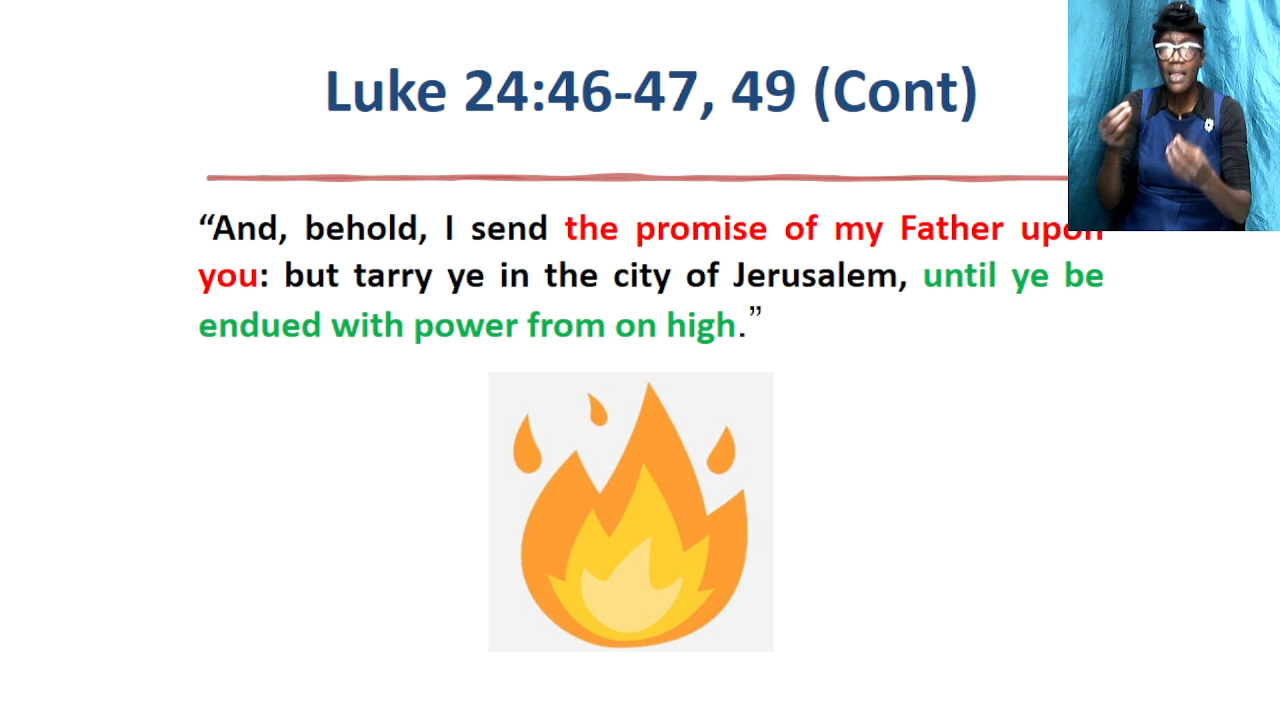 Luke 24:46-47, 49 (Cont)
“And, behold, I send the promise of my Father upon
you: but tarry ye in the city of Jerusalem, until ye be
endued with power from on high.”